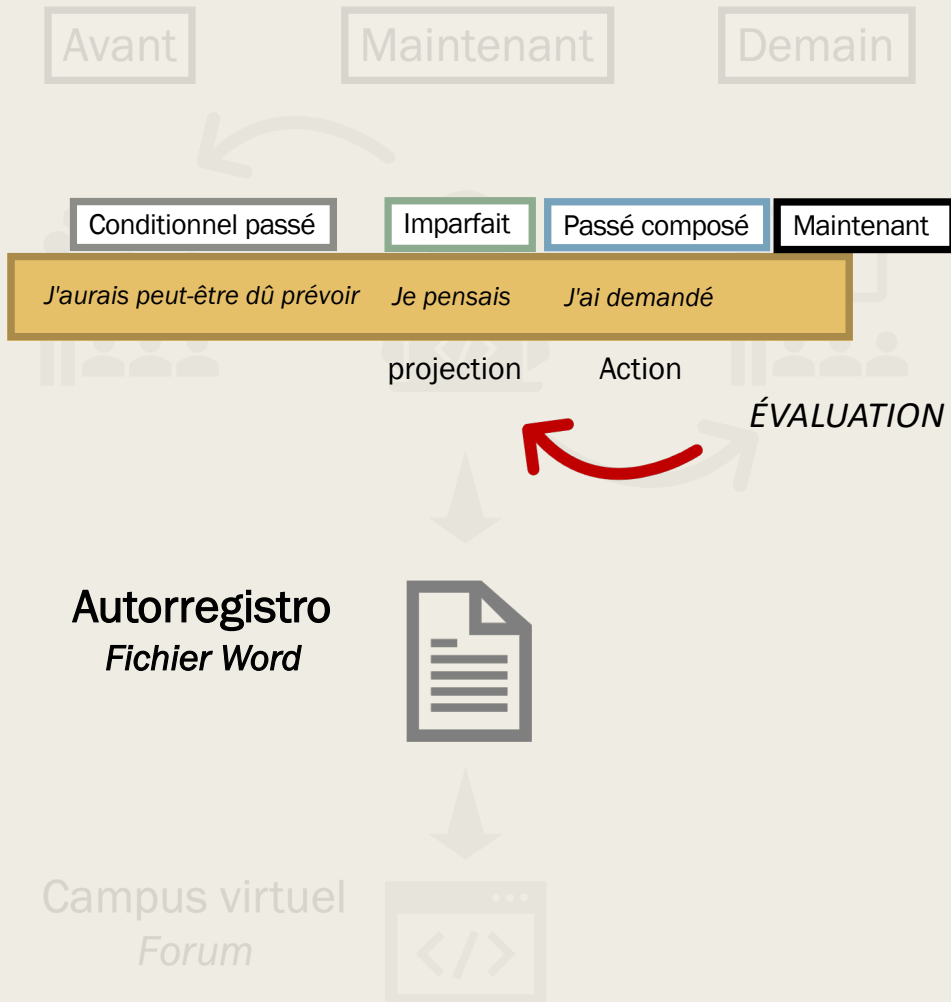 Avant Maintenant Demain
Conditionnel passé Imparfait Passé composé Maintenant
J'aurais peut-être dû prévoir Je pensais J'ai demandé
projection Action
ÉVALUATION
Autorregistro
Fichier Word
Campus virtuel
Forum